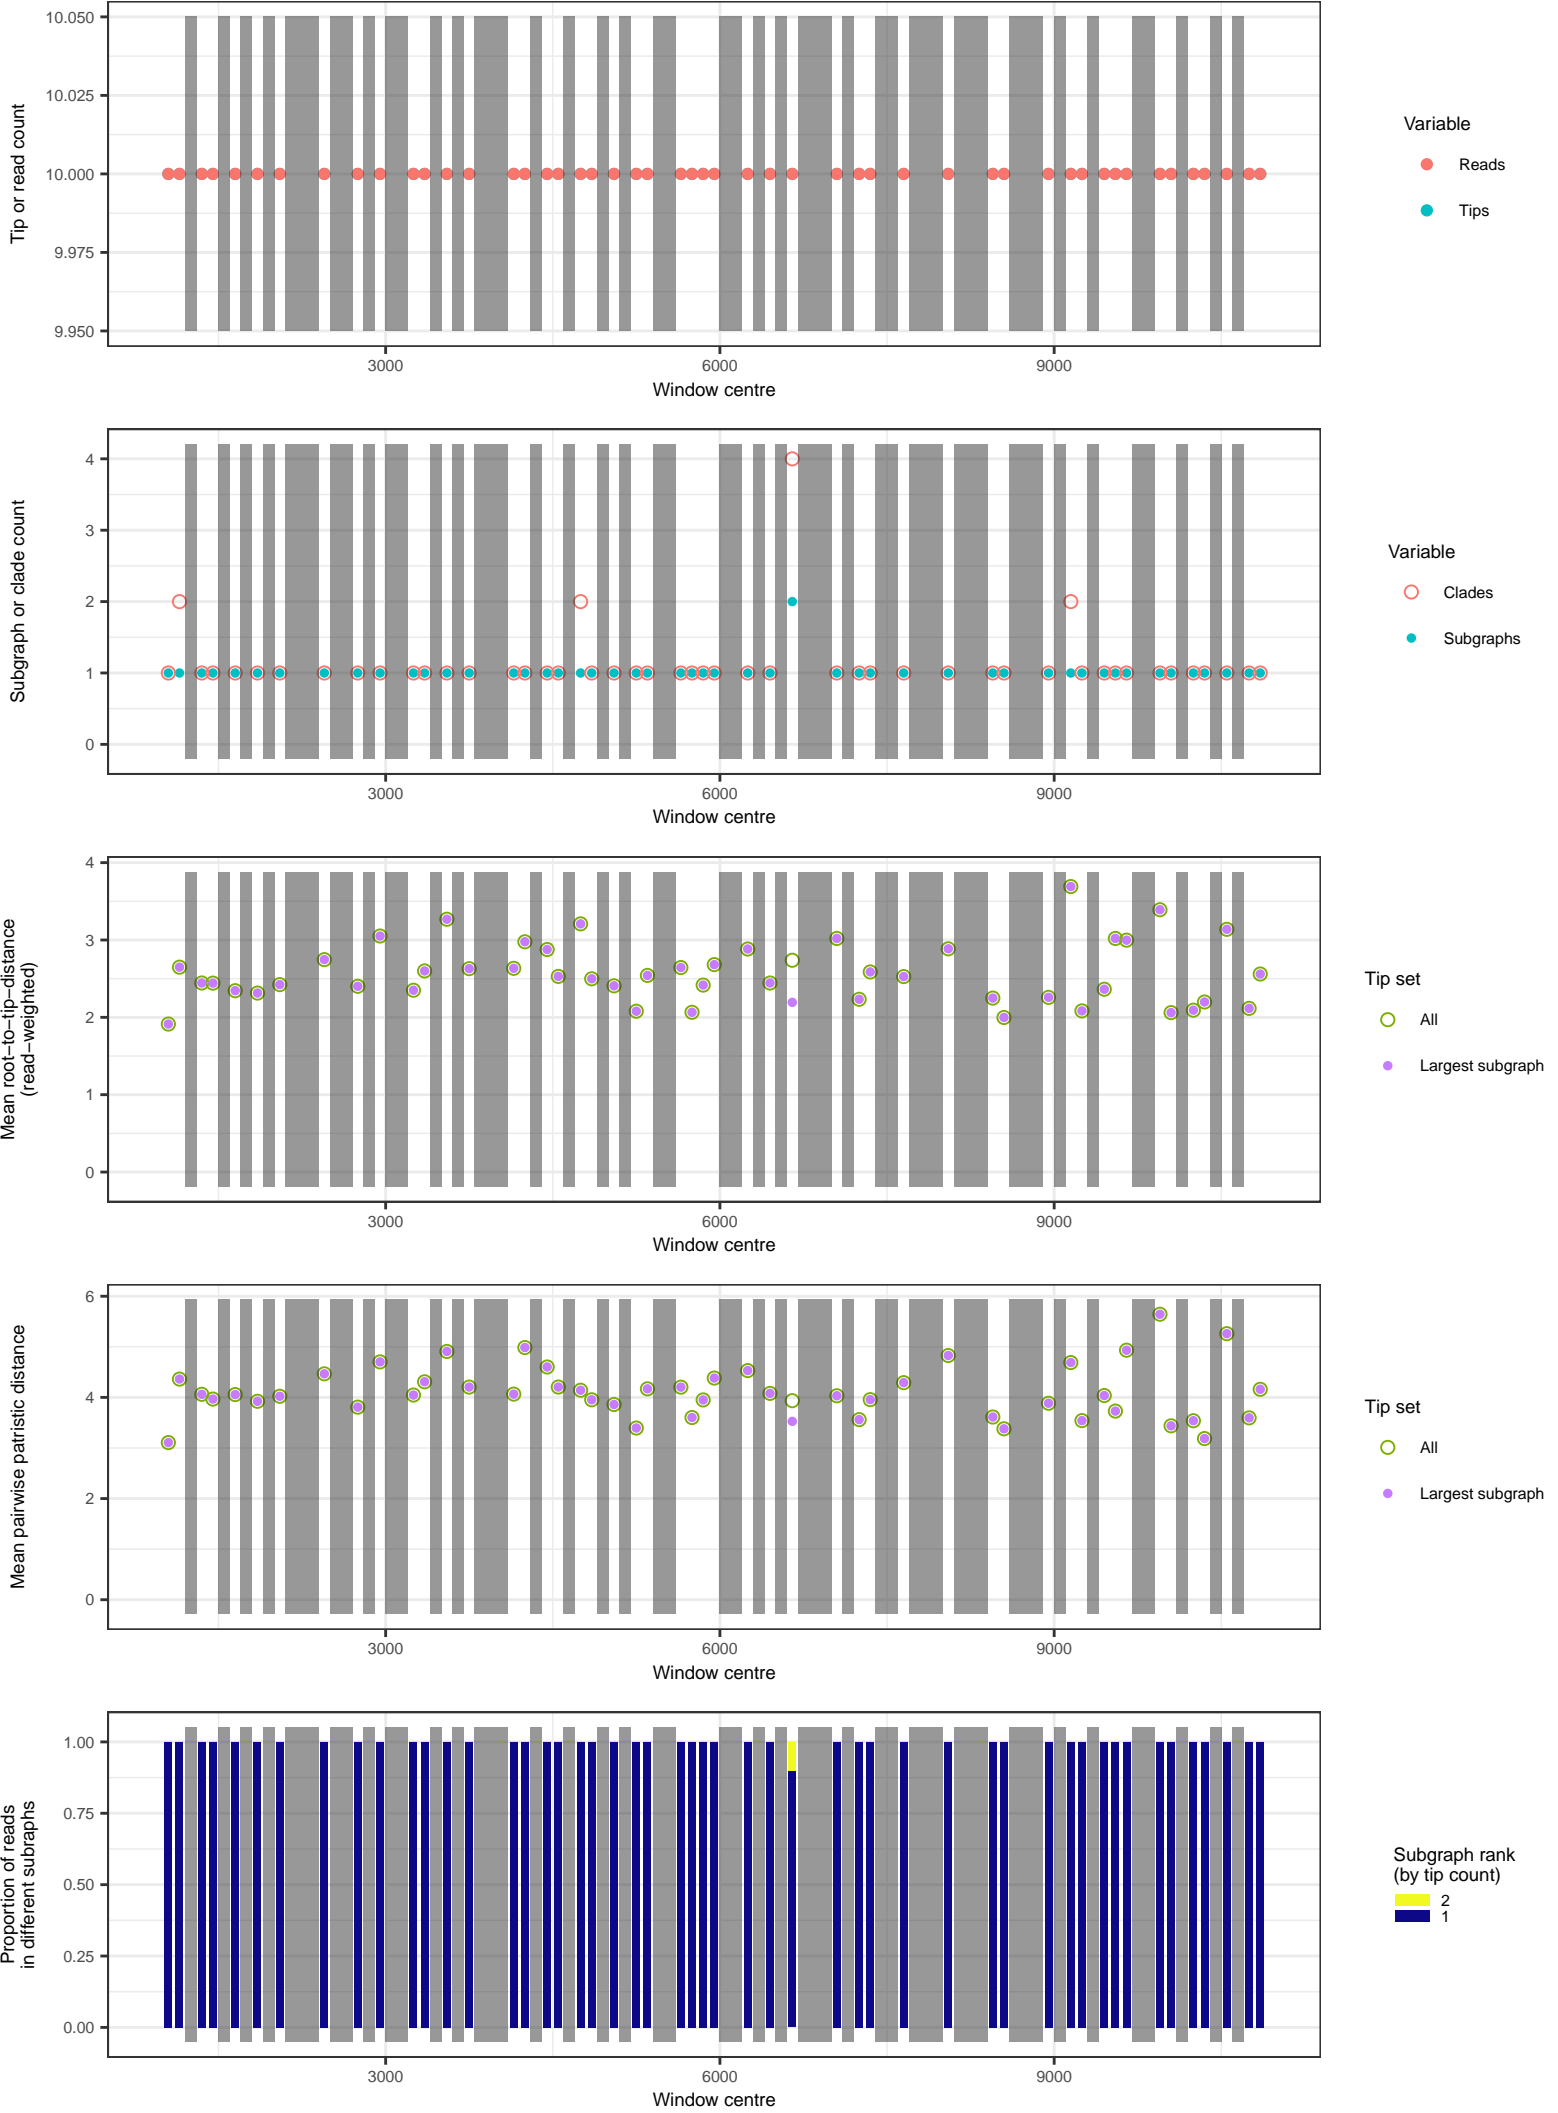 10.050
10.025
10.000
9.975
9.950
Tip or read count
3000 6000 9000
Window centre
Variable
Reads
Tips
4
3
2
1
0
Subgraph or clade count
3000 6000 9000
Window centre
Variable
Clades
Subgraphs
4
3
2
1
0
Mean root−to−tip−distance
(read−weighted)
3000 6000 9000
Window centre
Tip set
All
Largest subgraph
6
4
2
0
Mean pairwise patristic distance
3000 6000 9000
Window centre
Tip set
All
Largest subgraph
1.00
0.75
0.50
0.25
0.00
Proportion of reads
in different subraphs
3000 6000 9000
Window centre
Subgraph rank
(by tip count)
2
1